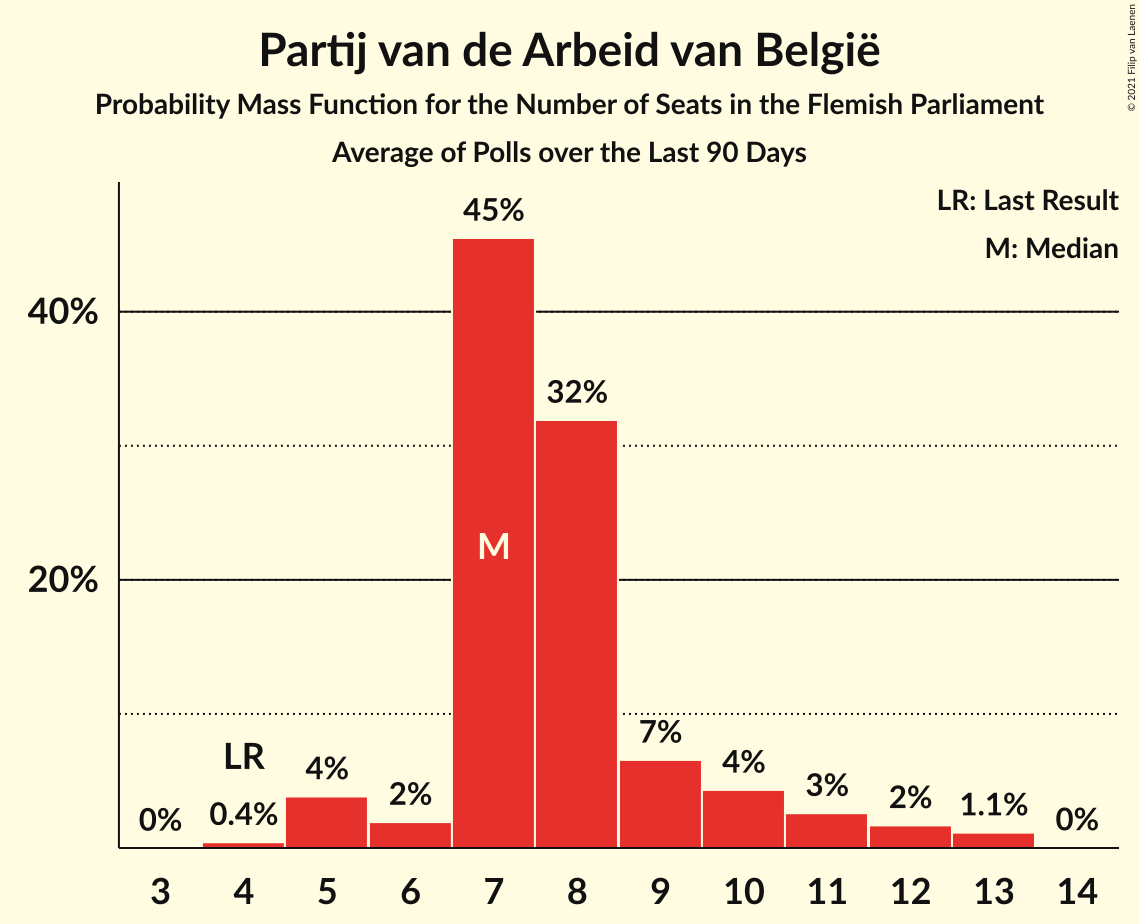 Partij van de Arbeid van België
Probability Mass Function for the Number of Seats in the Flemish Parliament
Average of Polls over the Last 90 Days
© 2021 Filip van Laenen
LR: Last Result
M: Median
40%
20%
0%
LR
0.4%
4%
2%
45%
M
32%
7%
4%
3%
2%
1.1%
0%
3 4 5 6 7 8 9 10 11 12 13 14